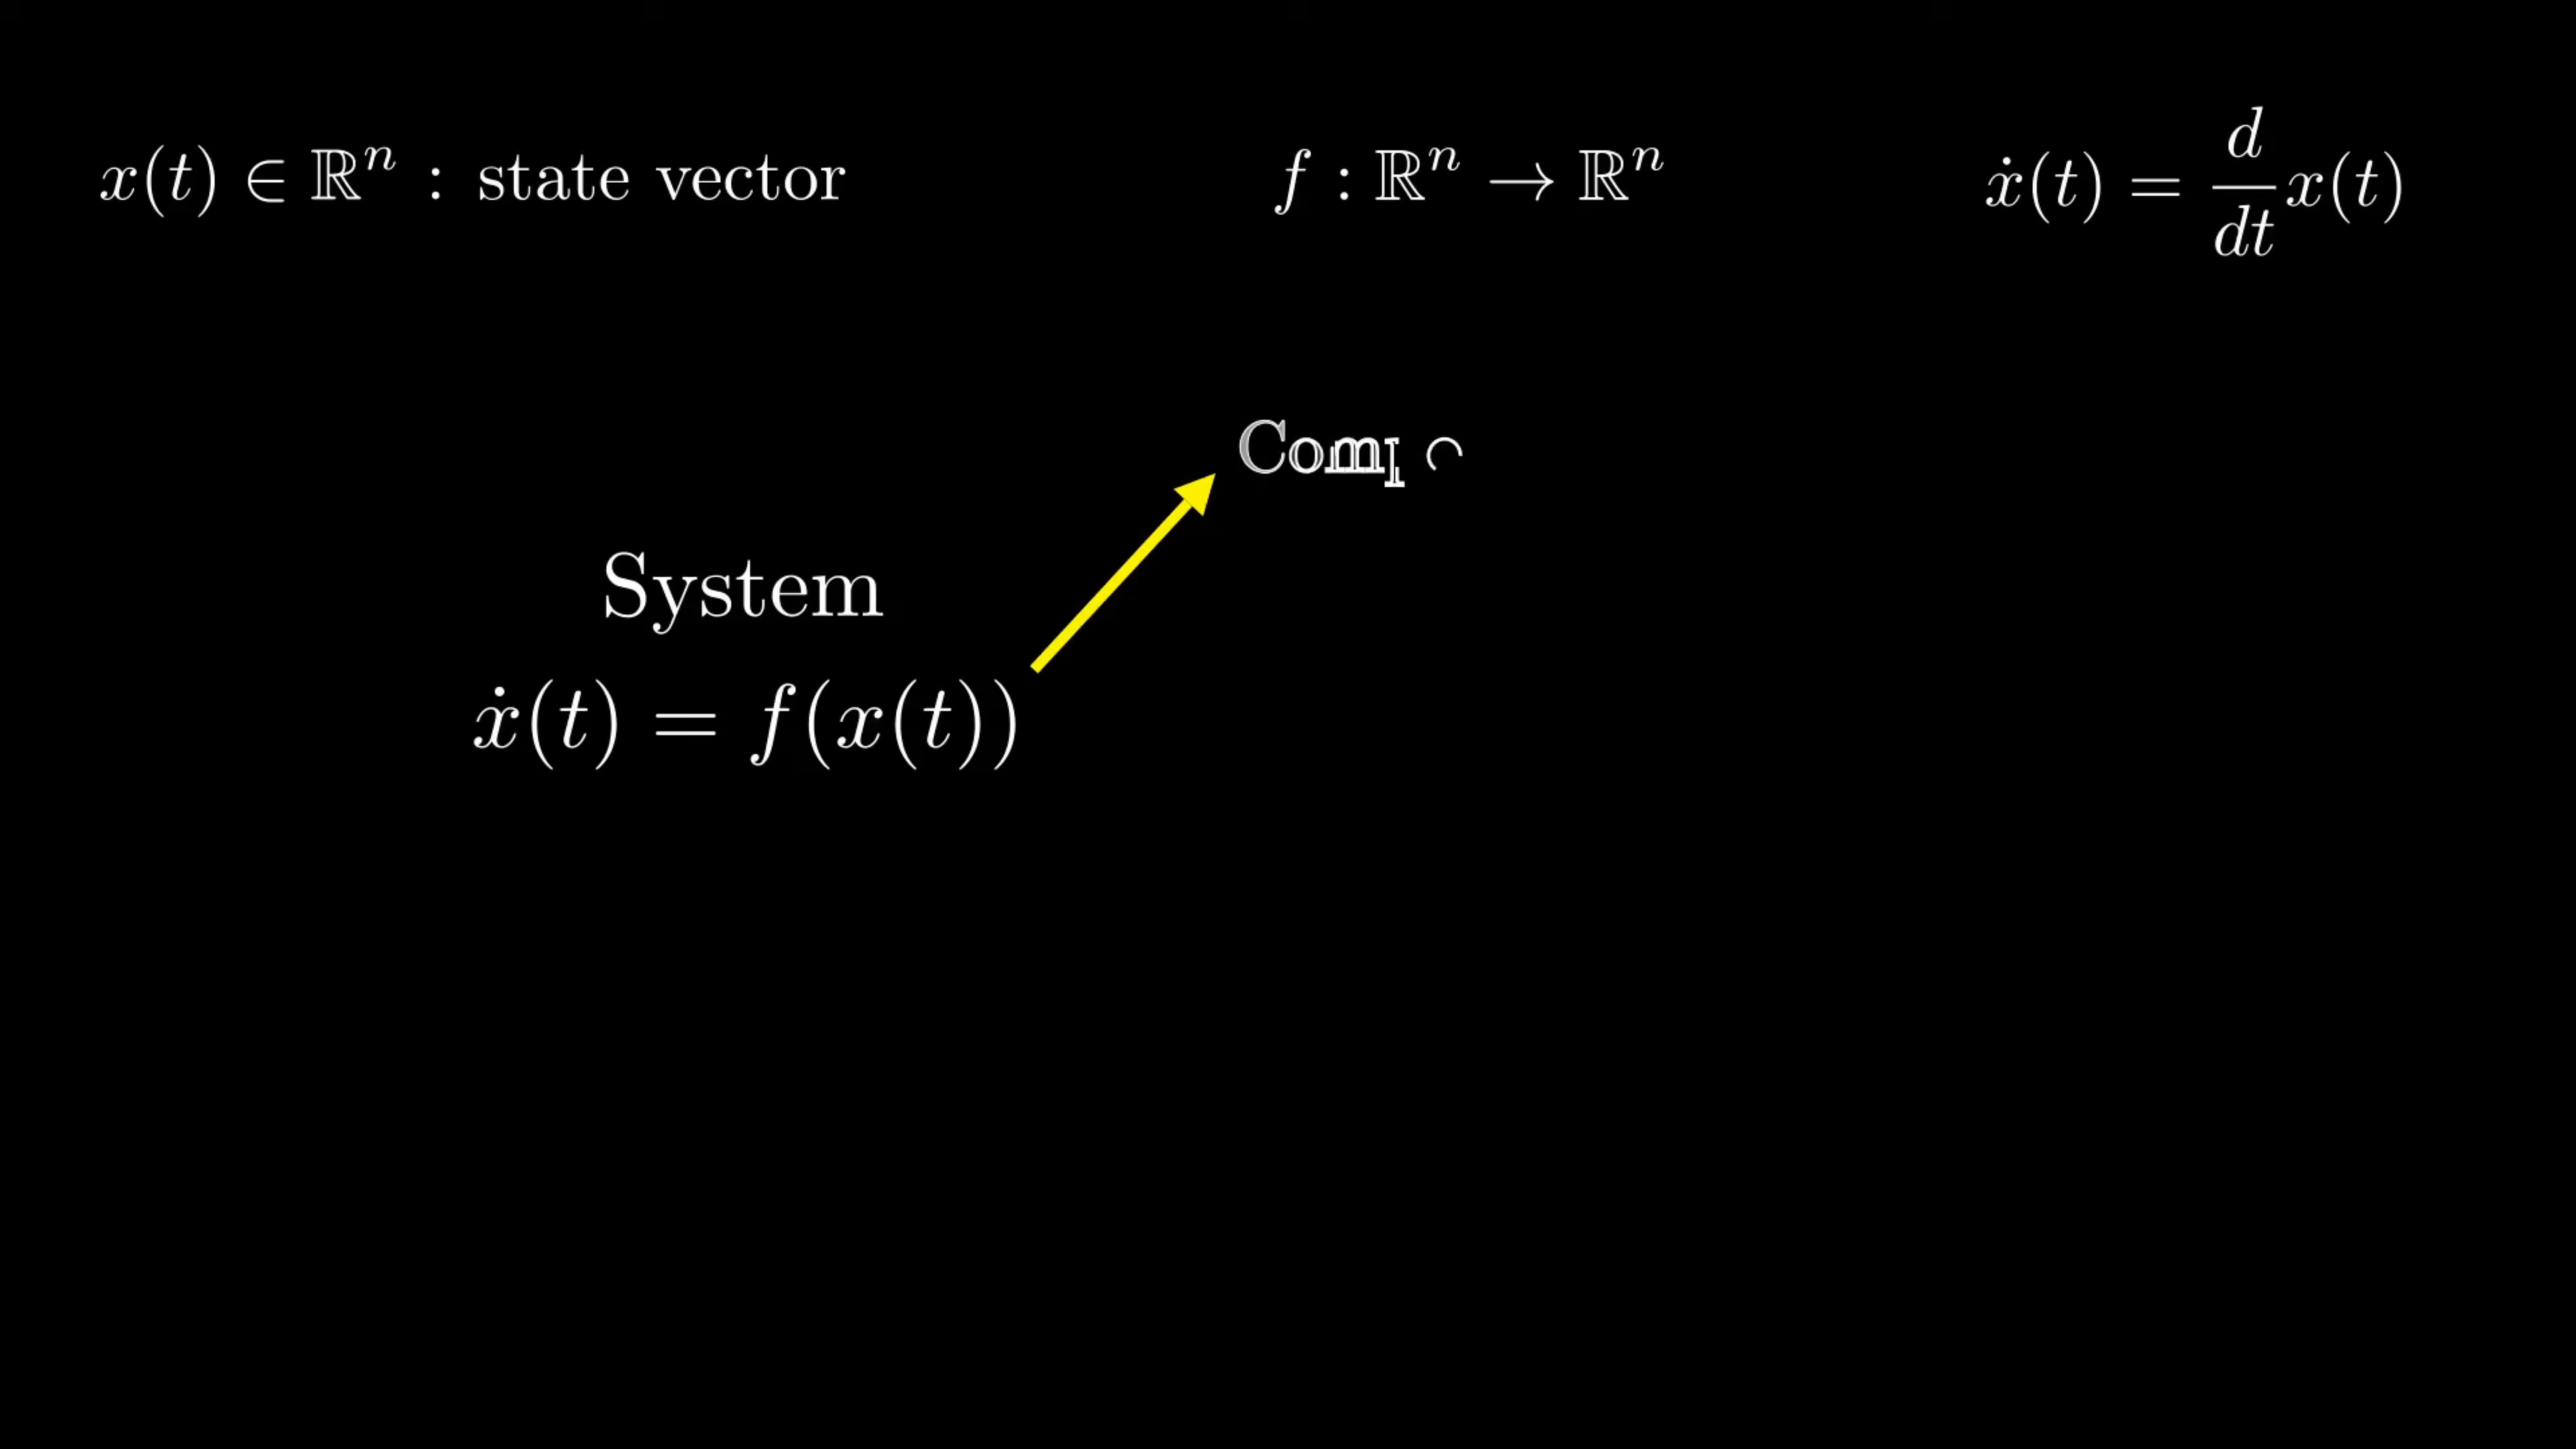 x(t) ∈ ℝⁿ : state vector
f : ℝⁿ → ℝⁿ
ẋ(t) = d/dt x(t)
System
ẋ(t) = f(x(t))